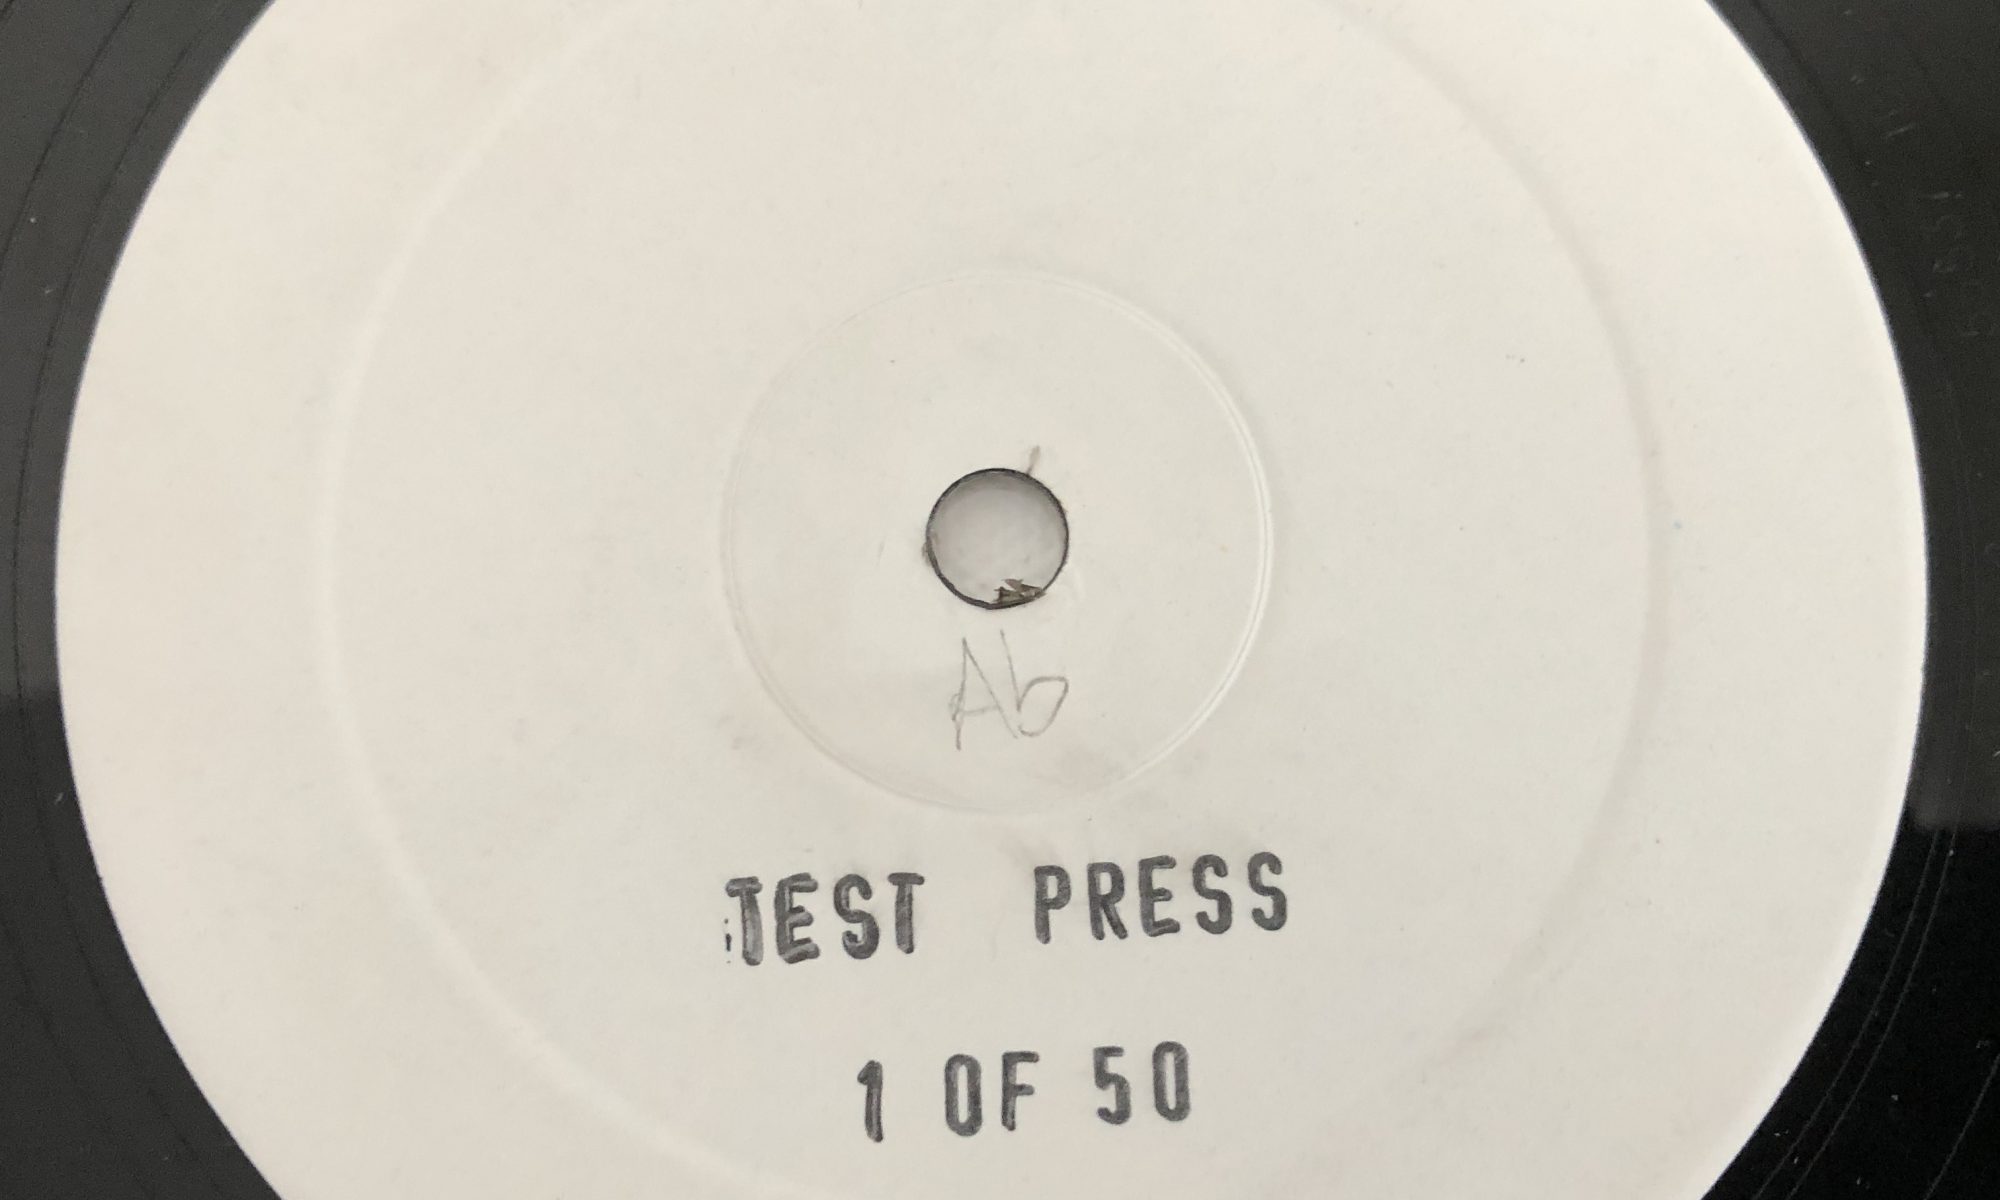 Ab
TEST PRESS
1 OF 50